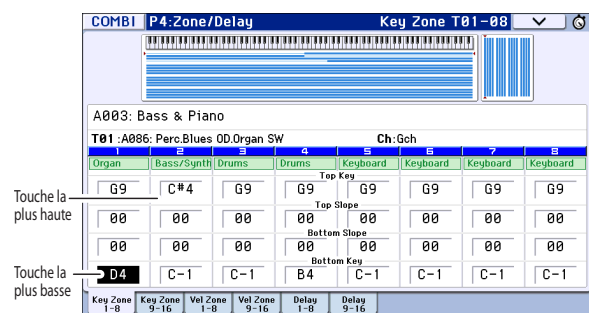 COMBI P4:Zone/Delay Key Zone T01-08
A003: Bass & Piano
T01 :A086: Perc.Blues OD.Organ SW Ch:Gch
1 2 3 4 5 6 7 8
Organ Bass/Synth Drums Drums Keyboard Keyboard Keyboard Keyboard
Top Key
Touche la plus haute
G9 C#4 G9 G9 G9 G9 G9 G9
Top Slope
00 00 00 00 00 00 00 00
Bottom Slope
00 00 00 00 00 00 00 00
Bottom Key
Touche la plus basse
D4 C-1 C-1 B4 C-1 C-1 C-1 C-1
Key Zone 1-8 Key Zone 9-16 Vel Zone 1-8 Vel Zone 9-16 Delay 1-8 Delay 9-16